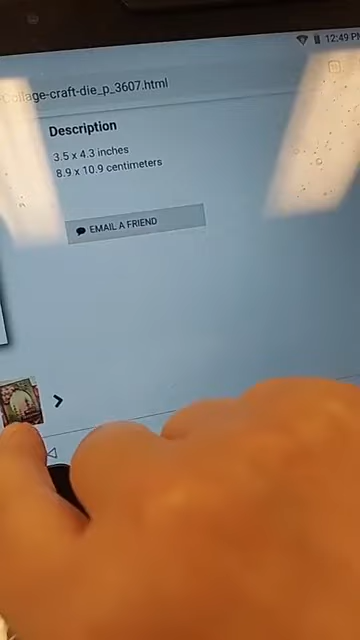 12:49 PM
Collage-craft-die_p_3607.html
Description
3.5 x 4.3 inches
8.9 x 10.9 centimeters
EMAIL A FRIEND